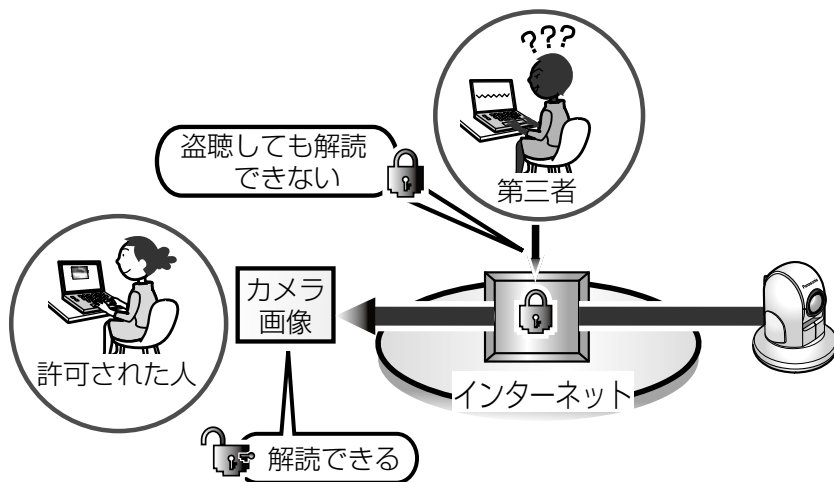 ???
盗聴しても解読
できない
第三者
カメラ
画像
許可された人
インターネット
解読できる
Panasonic